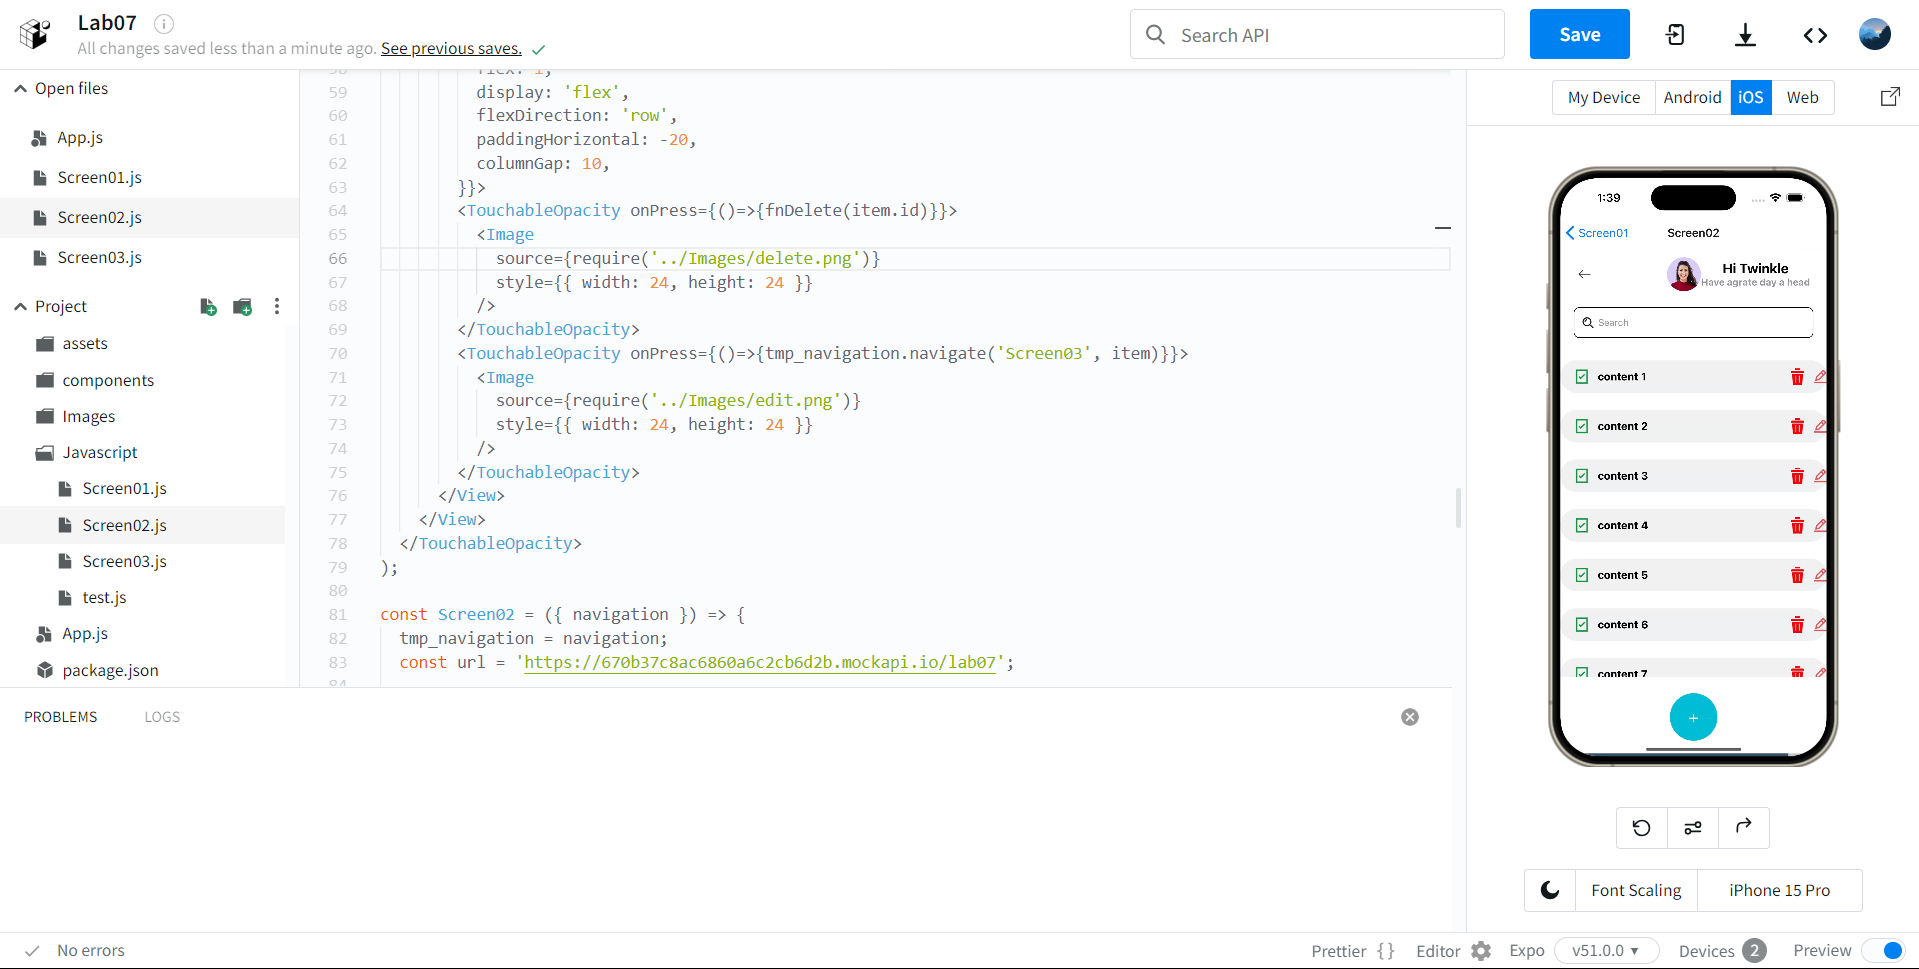 Lab07
All changes saved less than a minute ago. See previous saves.
Search API
Save
Open files
App.js
Screen01.js
Screen02.js
Screen03.js
Project
assets
components
Images
Javascript
Screen01.js
Screen02.js
Screen03.js
test.js
App.js
package.json
58 flex: 1,
59 display: 'flex',
60 flexDirection: 'row',
61 paddingHorizontal: -20,
62 columnGap: 10,
63 }}>
64 <TouchableOpacity onPress={()=>{fnDelete(item.id)}}>
65 <Image
66 source={require('../Images/delete.png')}
67 style={{ width: 24, height: 24 }}
68 />
69 </TouchableOpacity>
70 <TouchableOpacity onPress={()=>{tmp_navigation.navigate('Screen03', item)}}>
71 <Image
72 source={require('../Images/edit.png')}
73 style={{ width: 24, height: 24 }}
74 />
75 </TouchableOpacity>
76 </View>
77 </View>
78 </TouchableOpacity>
79 );
80
81 const Screen02 = ({ navigation }) => {
82 tmp_navigation = navigation;
83 const url = 'https://670b37c8ac6860a6c2cb6d2b.mockapi.io/lab07';
84
PROBLEMS
LOGS
My Device
Android
iOS
Web
1:39
Screen01
Screen02
Hi Twinkle
Have agrate day a head
Search
content 1
content 2
content 3
content 4
content 5
content 6
content 7
+
Font Scaling
iPhone 15 Pro
No errors
Prettier {}
Editor
Expo
v51.0.0
Devices 2
Preview